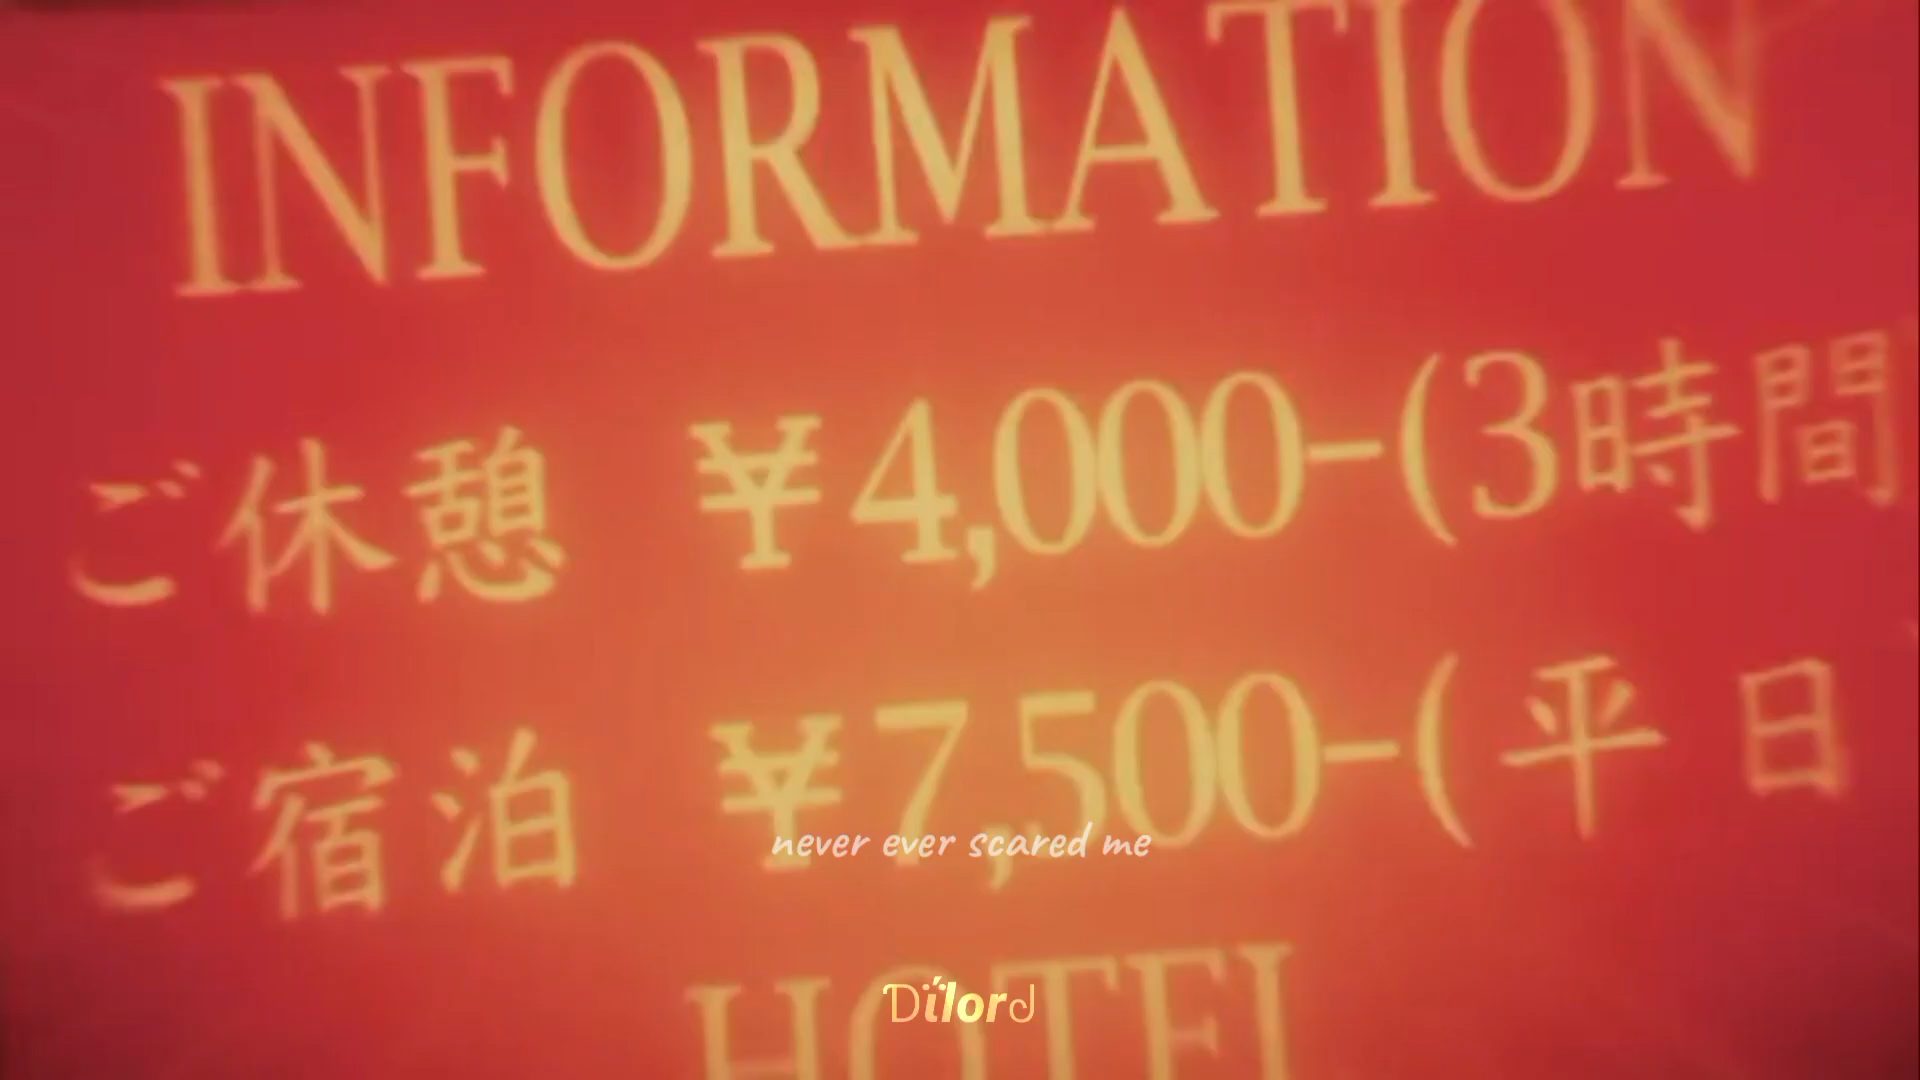 INFORMATION
ご休憩 ¥4,000-(3時間
ご宿泊 ¥7,500-(平日
never ever scared me
HOTEL
Dilord